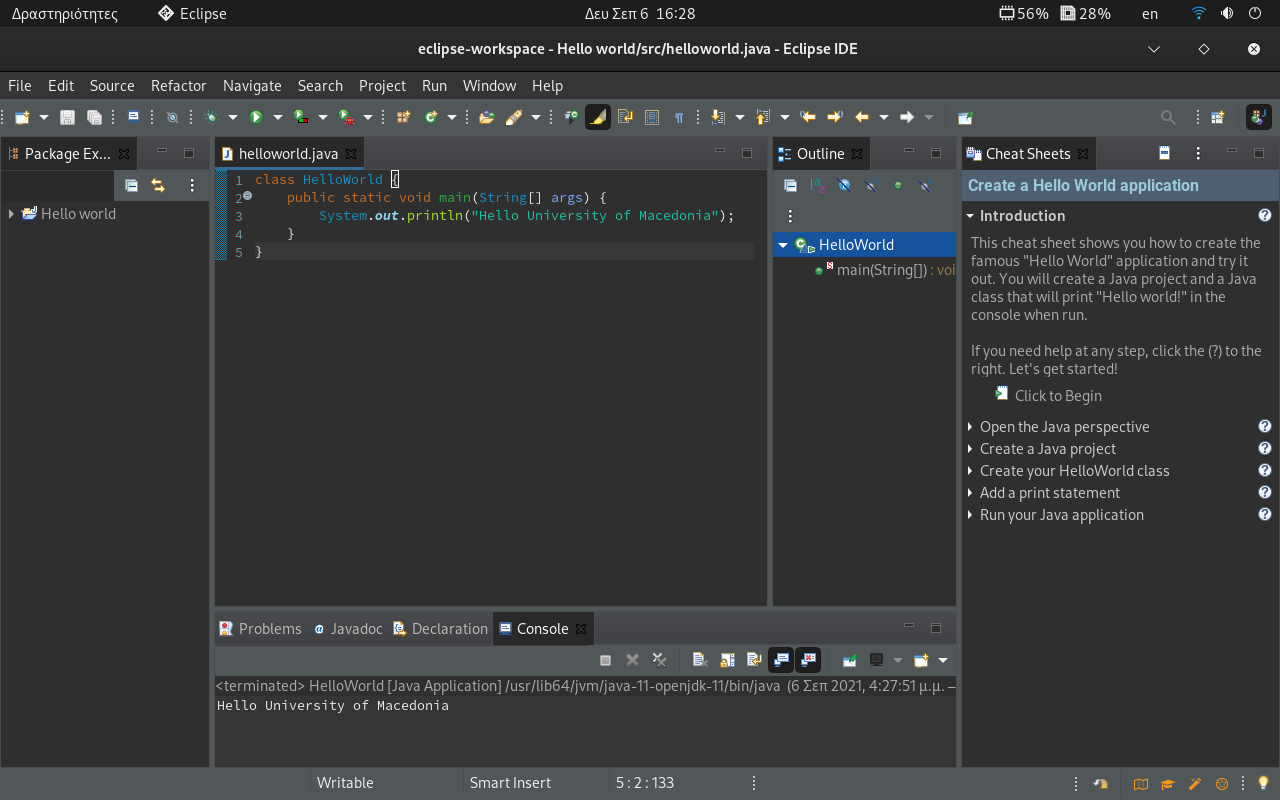 Δραστηριότητες Eclipse Δευ Σεπ 6 16:28 56% 28% en
eclipse-workspace - Hello world/src/helloworld.java - Eclipse IDE
File Edit Source Refactor Navigate Search Project Run Window Help
Package Ex...
Hello world
helloworld.java
1 class HelloWorld {
2 public static void main(String[] args) {
3 System.out.println("Hello University of Macedonia");
4 }
5 }
Outline
HelloWorld
main(String[]) : voi
Cheat Sheets
Create a Hello World application
Introduction
This cheat sheet shows you how to create the
famous "Hello World" application and try it
out. You will create a Java project and a Java
class that will print "Hello world!" in the
console when run.
If you need help at any step, click the (?) to the
right. Let's get started!
Click to Begin
Open the Java perspective
Create a Java project
Create your HelloWorld class
Add a print statement
Run your Java application
Problems Javadoc Declaration Console
<terminated> HelloWorld [Java Application] /usr/lib64/jvm/java-11-openjdk-11/bin/java (6 Σεπ 2021, 4:27:51 μ.μ. –
Hello University of Macedonia
Writable Smart Insert 5 : 2 : 133